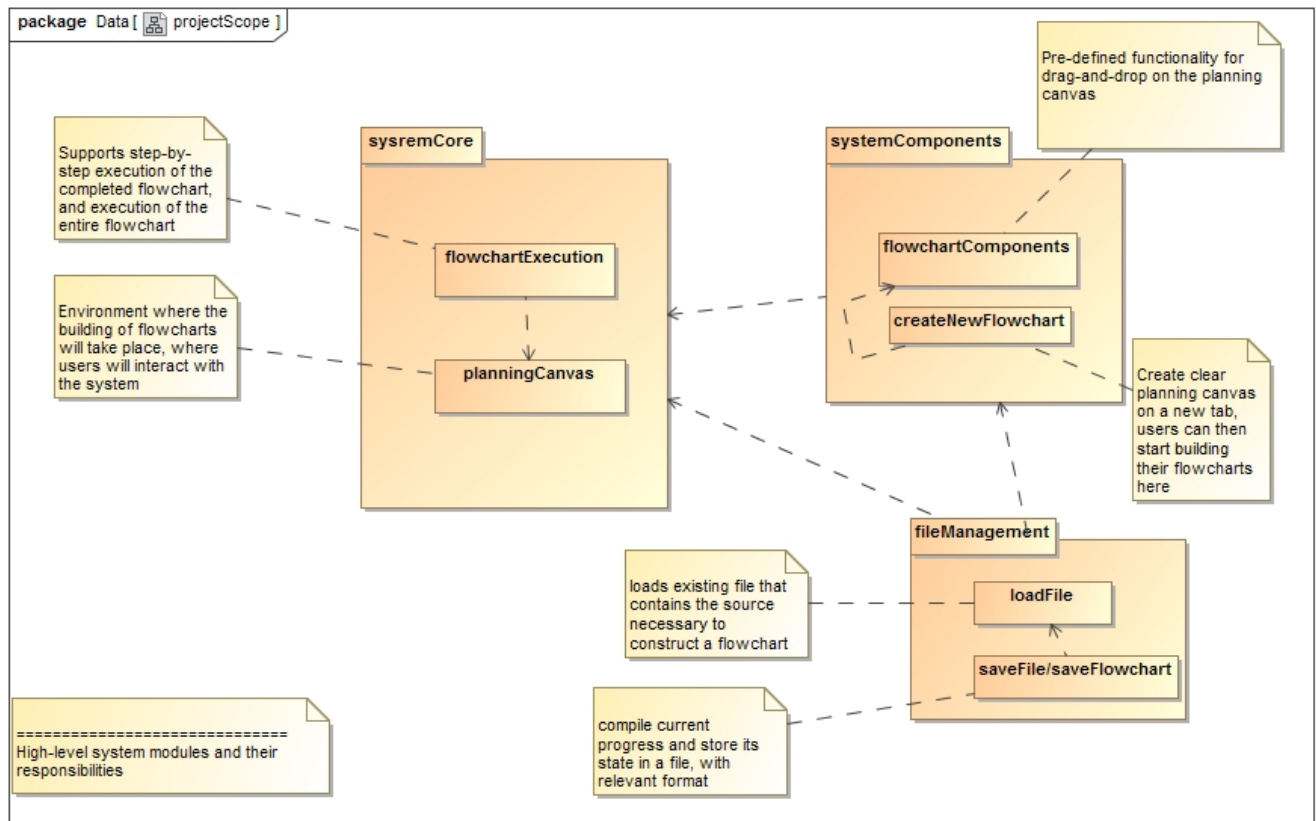 package Data [ projectScope ]
Pre-defined functionality for
drag-and-drop on the planning
canvas
Supports step-by-
step execution of the
completed flowchart,
and execution of the
entire flowchart
sysremCore
systemComponents
flowchartExecution
flowchartComponents
Environment where the
building of flowcharts
will take place, where
users will interact with
the system
createNewFlowchart
planningCanvas
Create clear
planning canvas
on a new tab,
users can then
start building
their flowcharts
here
fileManagement
loads existing file that
contains the source
necessary to
construct a flowchart
loadFile
saveFile/saveFlowchart
compile current
progress and store its
state in a file, with
relevant format
==============================
High-level system modules and their
responsibilities